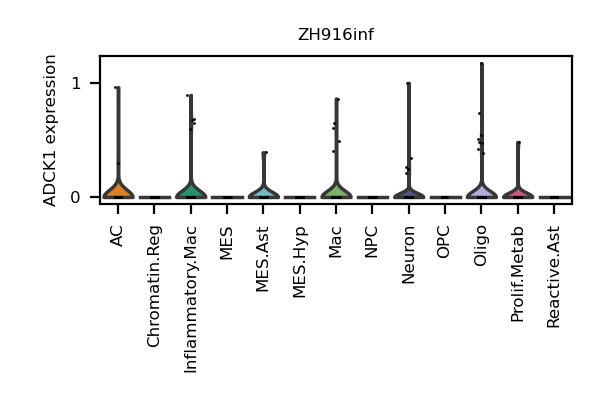 ZH916inf
ADCK1 expression
1
0
AC
Chromatin.Reg
Inflammatory.Mac
MES
MES.Ast
MES.Hyp
Mac
NPC
Neuron
OPC
Oligo
Prolif.Metab
Reactive.Ast